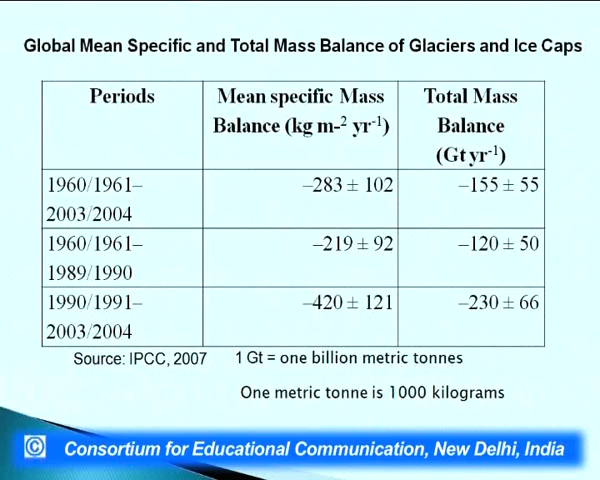 Global Mean Specific and Total Mass Balance of Glaciers and Ice Caps
Periods
Mean specific Mass
Balance (kg m-² yr⁻¹)
Total Mass
Balance
(Gt yr⁻¹)
1960/1961–
2003/2004
–283 ± 102
–155 ± 55
1960/1961–
1989/1990
–219 ± 92
–120 ± 50
1990/1991–
2003/2004
–420 ± 121
–230 ± 66
Source: IPCC, 2007
1 Gt = one billion metric tonnes
One metric tonne is 1000 kilograms
© Consortium for Educational Communication, New Delhi, India